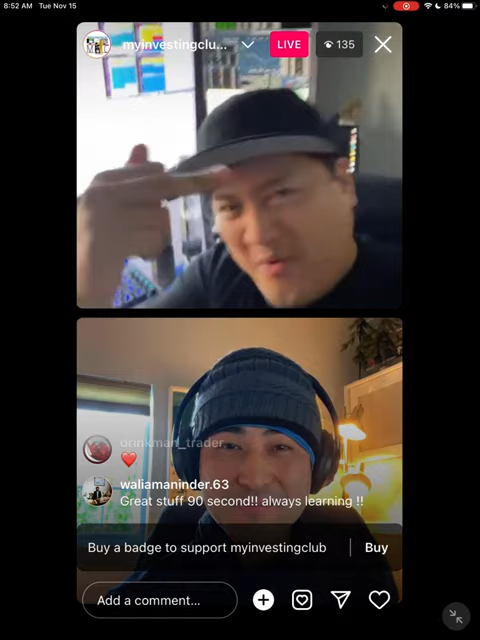 8:52 AM Tue Nov 15
84%
myinvestingclu...
LIVE
135
drinkman_trader
waliamaninder.63
Great stuff 90 second!! always learning !!
Buy a badge to support myinvestingclub
Buy
Add a comment...